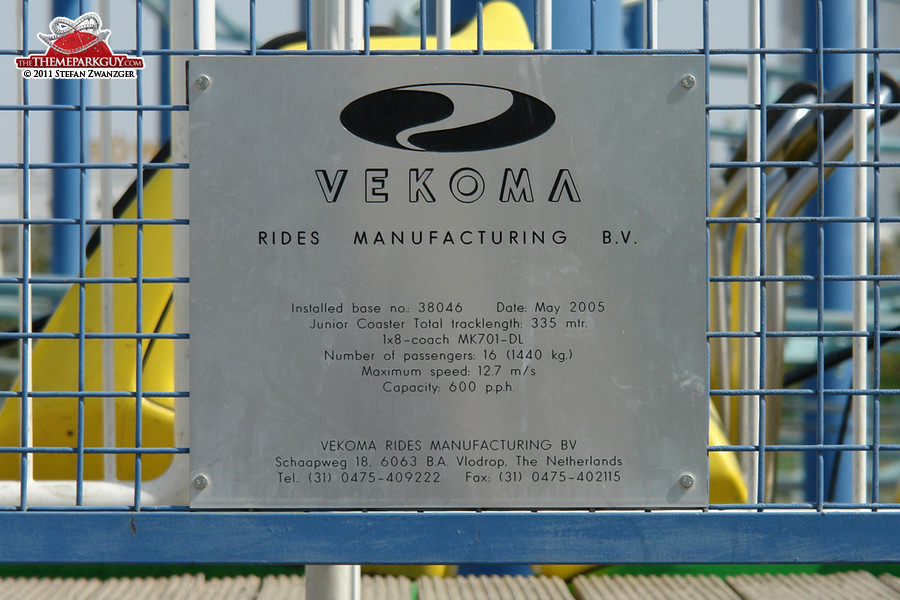 THETHEMEPARKGUY.COM
© 2011 STEFAN ZWANZGER
VEKOMA
RIDES MANUFACTURING B.V.
Installed base no.: 38046 Date: May 2005
Junior Coaster Total tracklength: 335 mtr.
1x8-coach MK701-DL
Number of passengers: 16 (1440 kg.)
Maximum speed: 12.7 m/s
Capacity: 600 p.p.h.
VEKOMA RIDES MANUFACTURING BV
Schaapweg 18, 6063 B.A. Vlodrop, The Netherlands
Tel. (31) 0475-409222 Fax: (31) 0475-402115